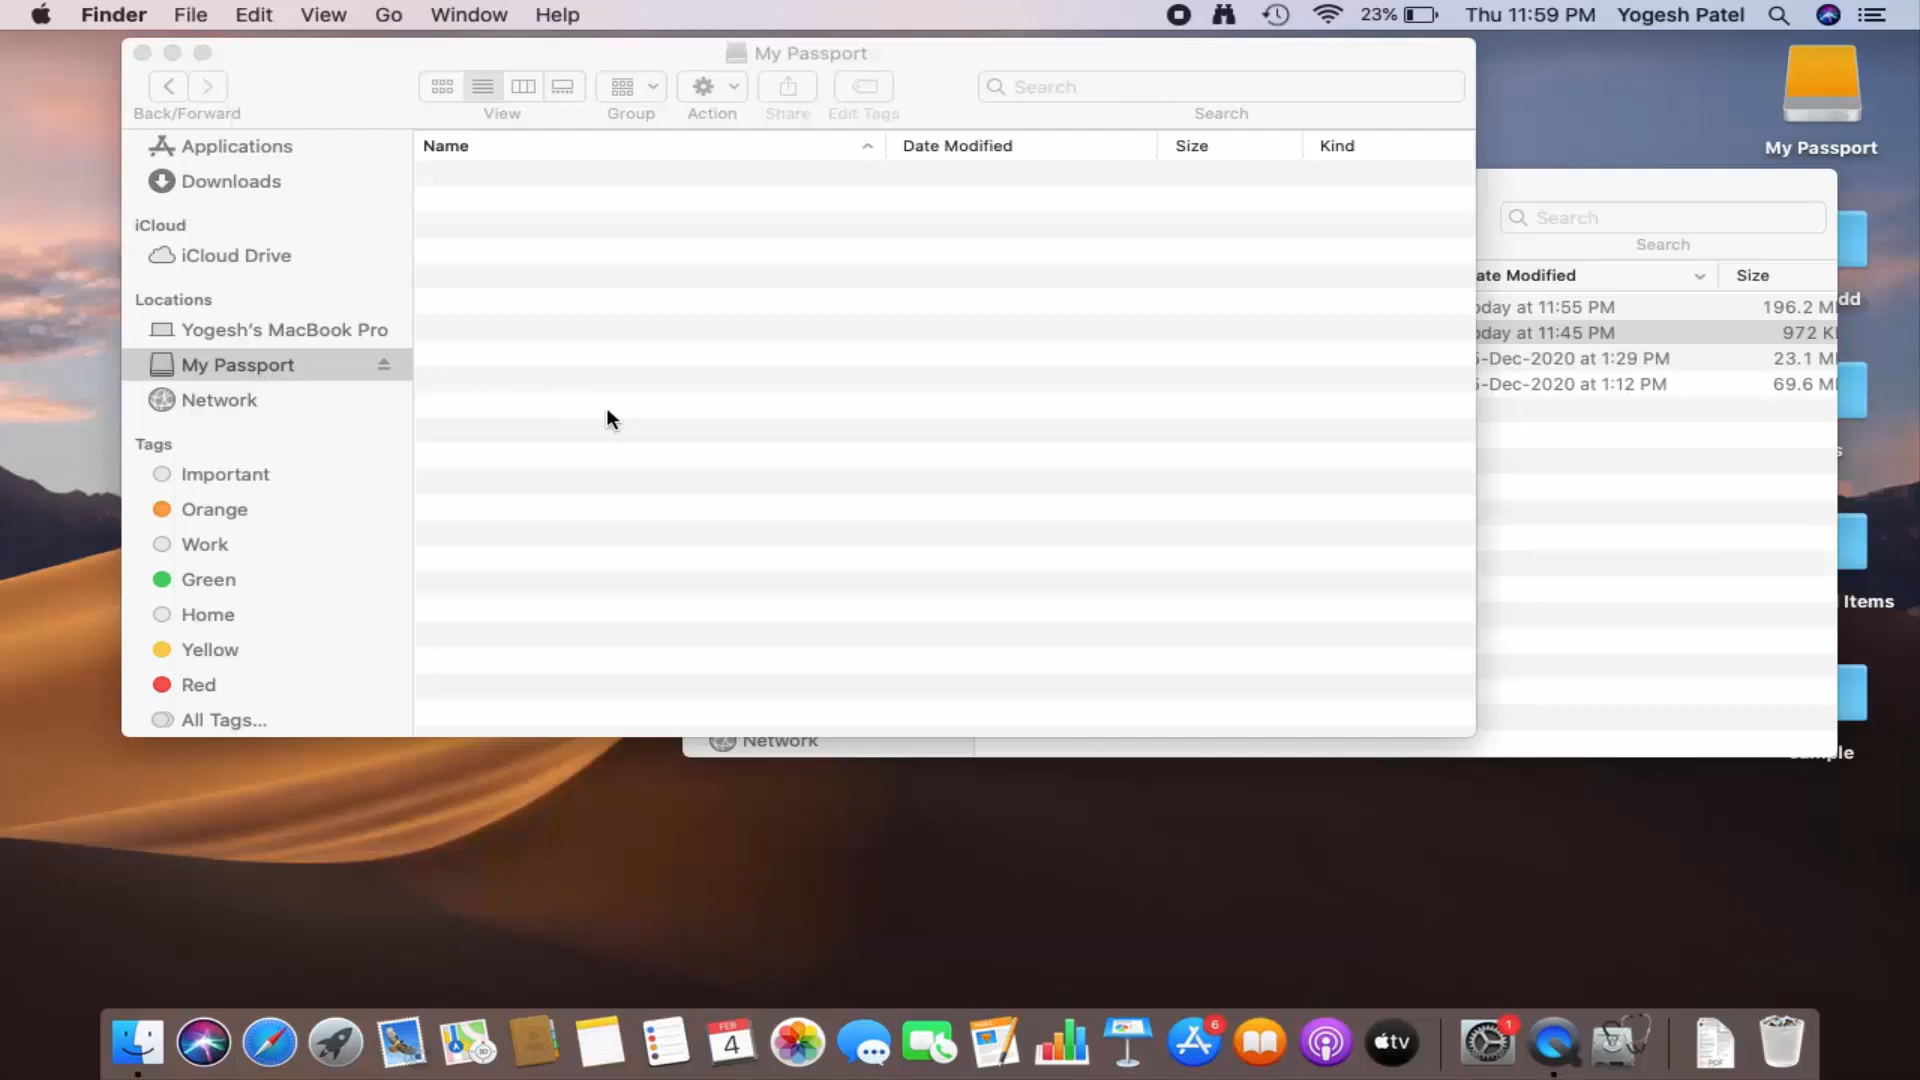 Finder File Edit View Go Window Help 23% Thu 11:59 PM Yogesh Patel
My Passport
Search
Back/Forward View Group Action Share Edit Tags Search
Applications
Downloads
iCloud
iCloud Drive
Locations
Yogesh's MacBook Pro
My Passport
Network
Tags
Important
Orange
Work
Green
Home
Yellow
Red
All Tags...
Name Date Modified Size Kind
My Passport
Search
Search
ate Modified Size
oday at 11:55 PM 196.2 M
oday at 11:45 PM 972 K
5-Dec-2020 at 1:29 PM 23.1 M
5-Dec-2020 at 1:12 PM 69.6 M
Network
dd
s
Items
ple
FEB
4
6
tv
1
PDF